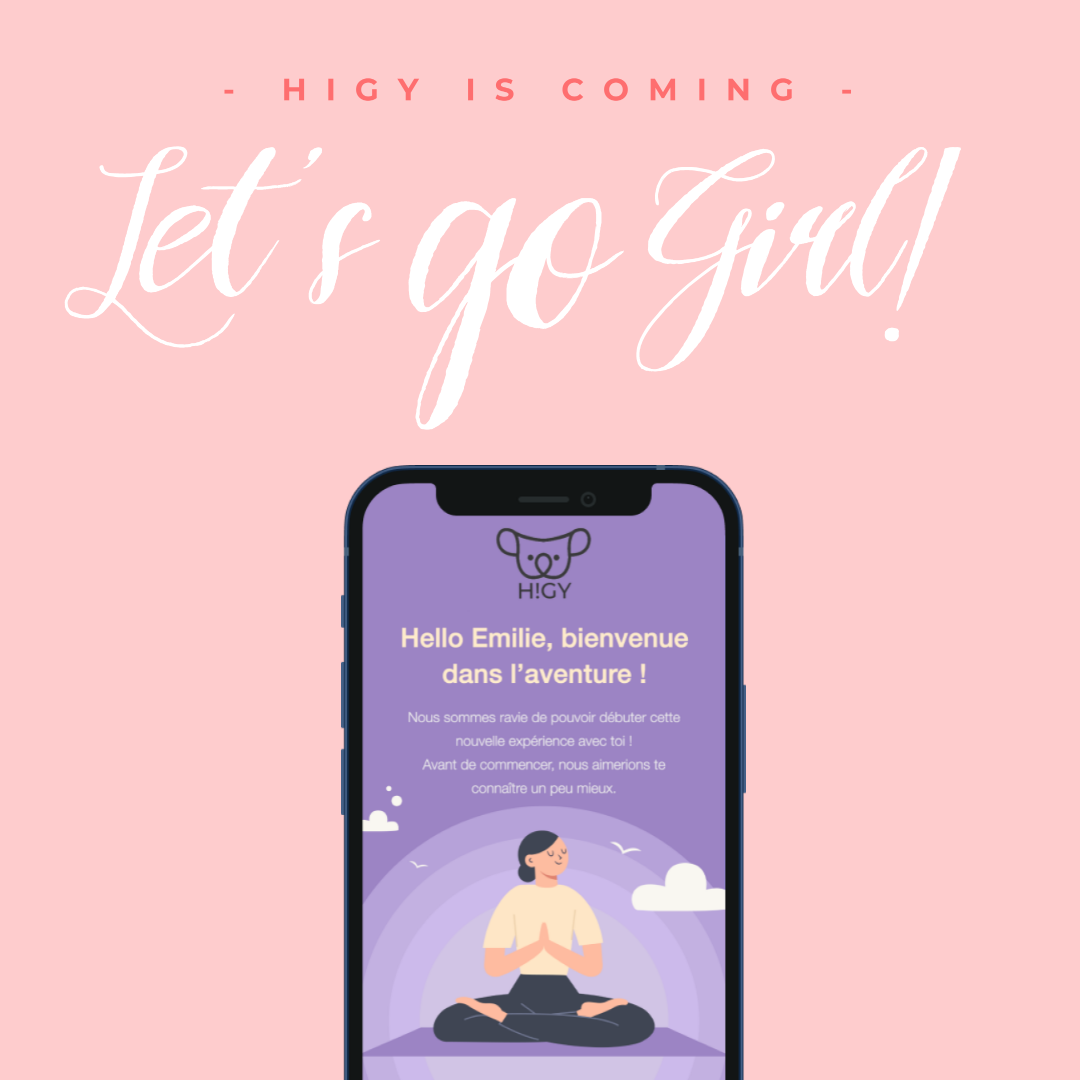 - HIGY IS COMING -
Let's go Girl!
H!GY
Hello Emilie, bienvenue
dans l’aventure !
Nous sommes ravie de pouvoir débuter cette
nouvelle expérience avec toi !
Avant de commencer, nous aimerions te
connaître un peu mieux.